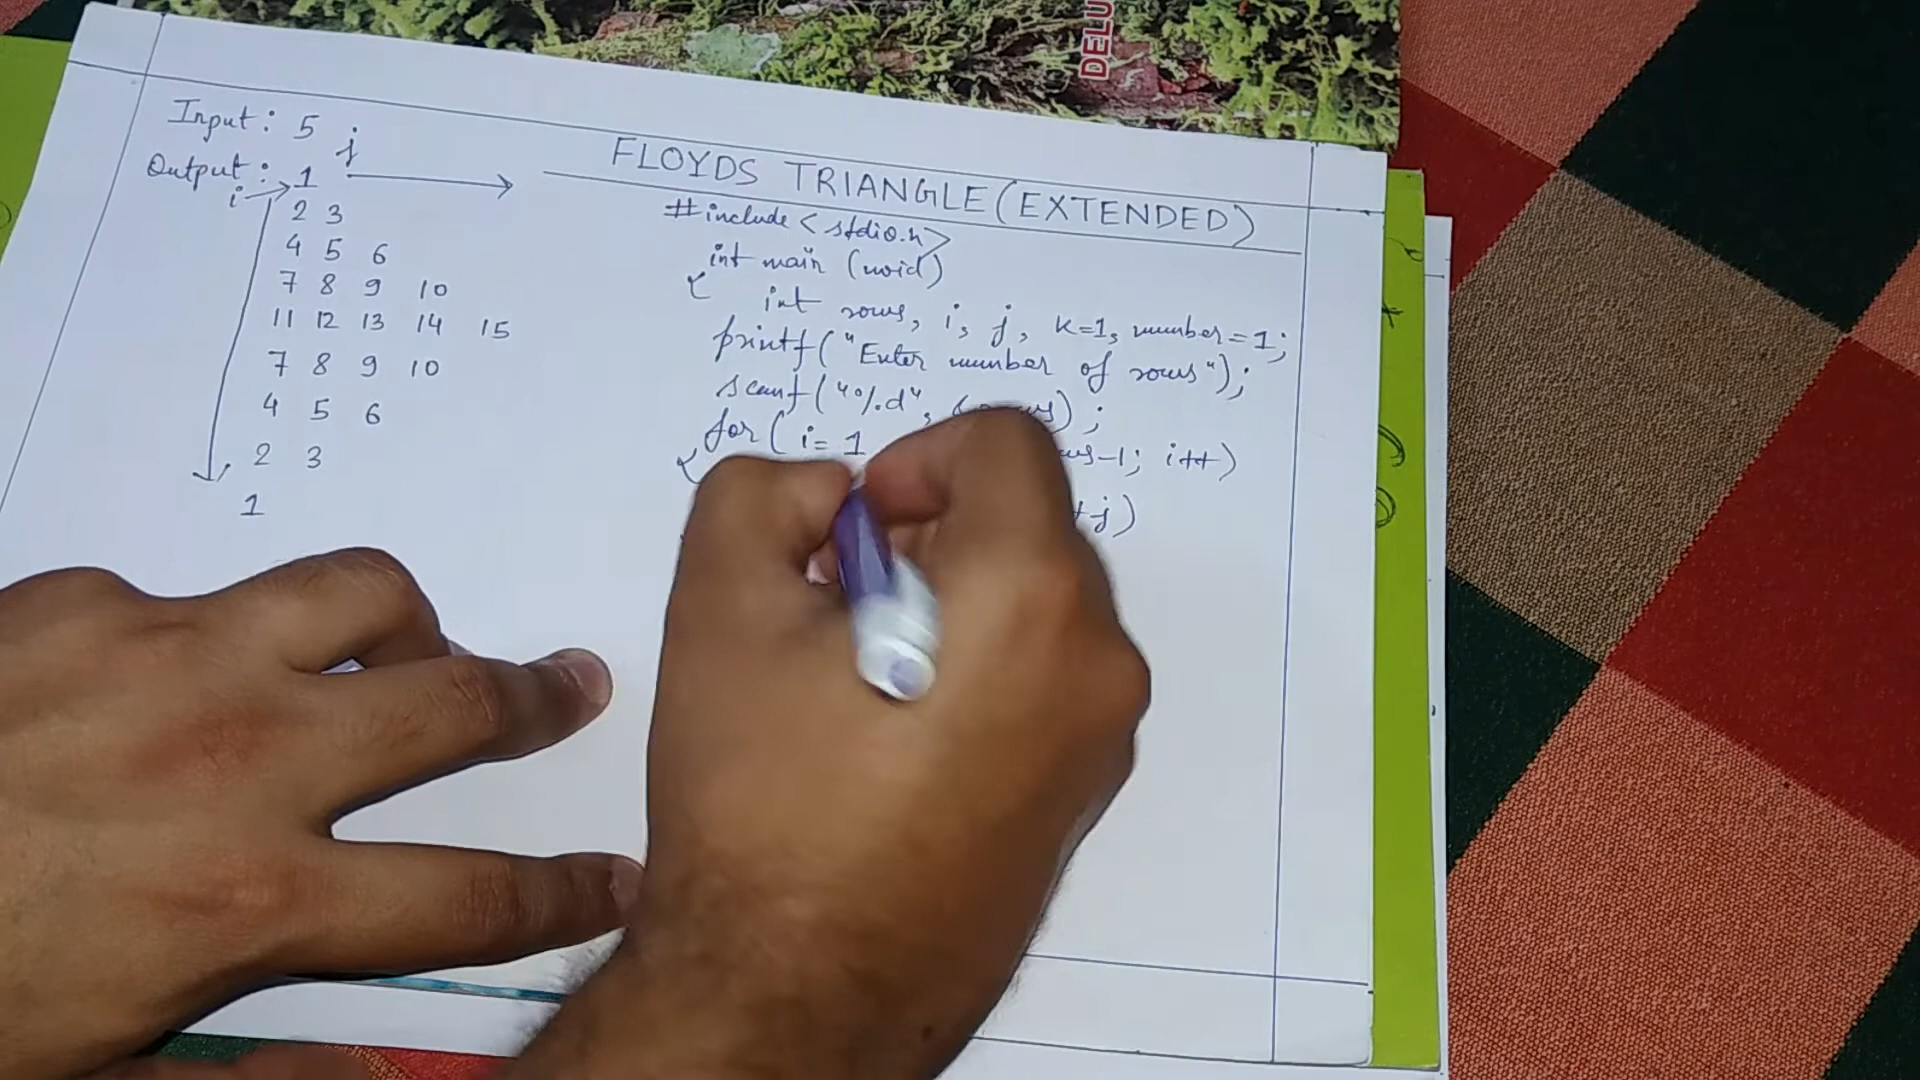 Input: 5
j
Output: 1
i
2 3
4 5 6
7 8 9 10
11 12 13 14 15
7 8 9 10
4 5 6
2 3
1
FLOYDS TRIANGLE (EXTENDED)
#include <stdio.h>
int main (void)
{
int rows, i, j, k=1, number=1;
printf("Enter number of rows");
scanf("%d",
for( i= 1 -1; i++)
{
j)
DELU